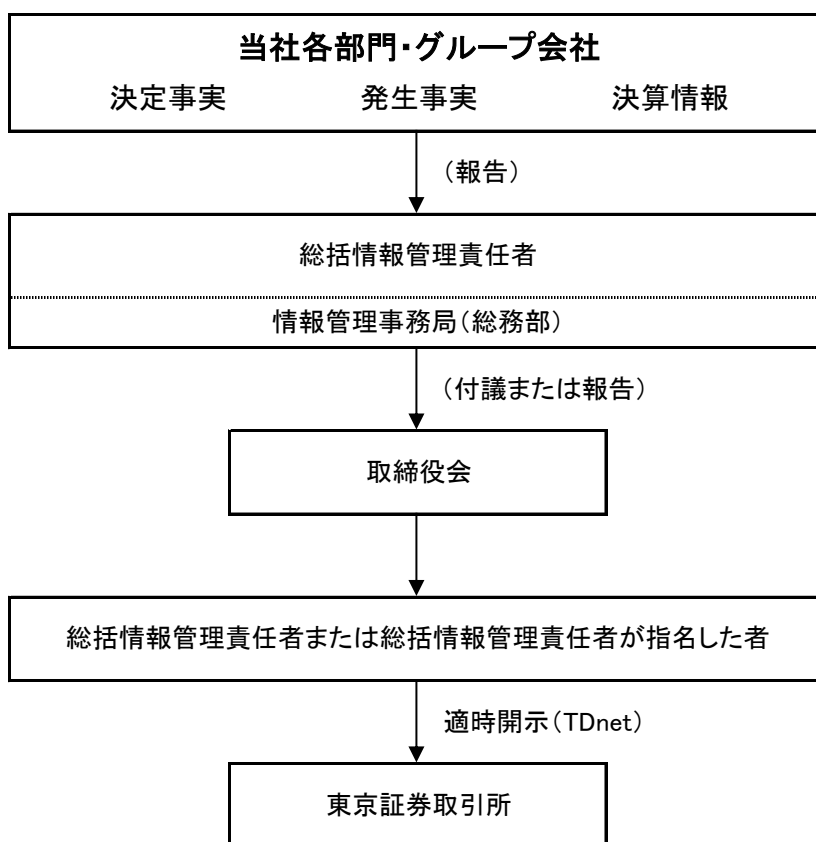 当社各部門・グループ会社
決定事実 発生事実 決算情報
（報告）
総括情報管理責任者
情報管理事務局（総務部）
（付議または報告）
取締役会
総括情報管理責任者または総括情報管理責任者が指名した者
適時開示（TDnet）
東京証券取引所